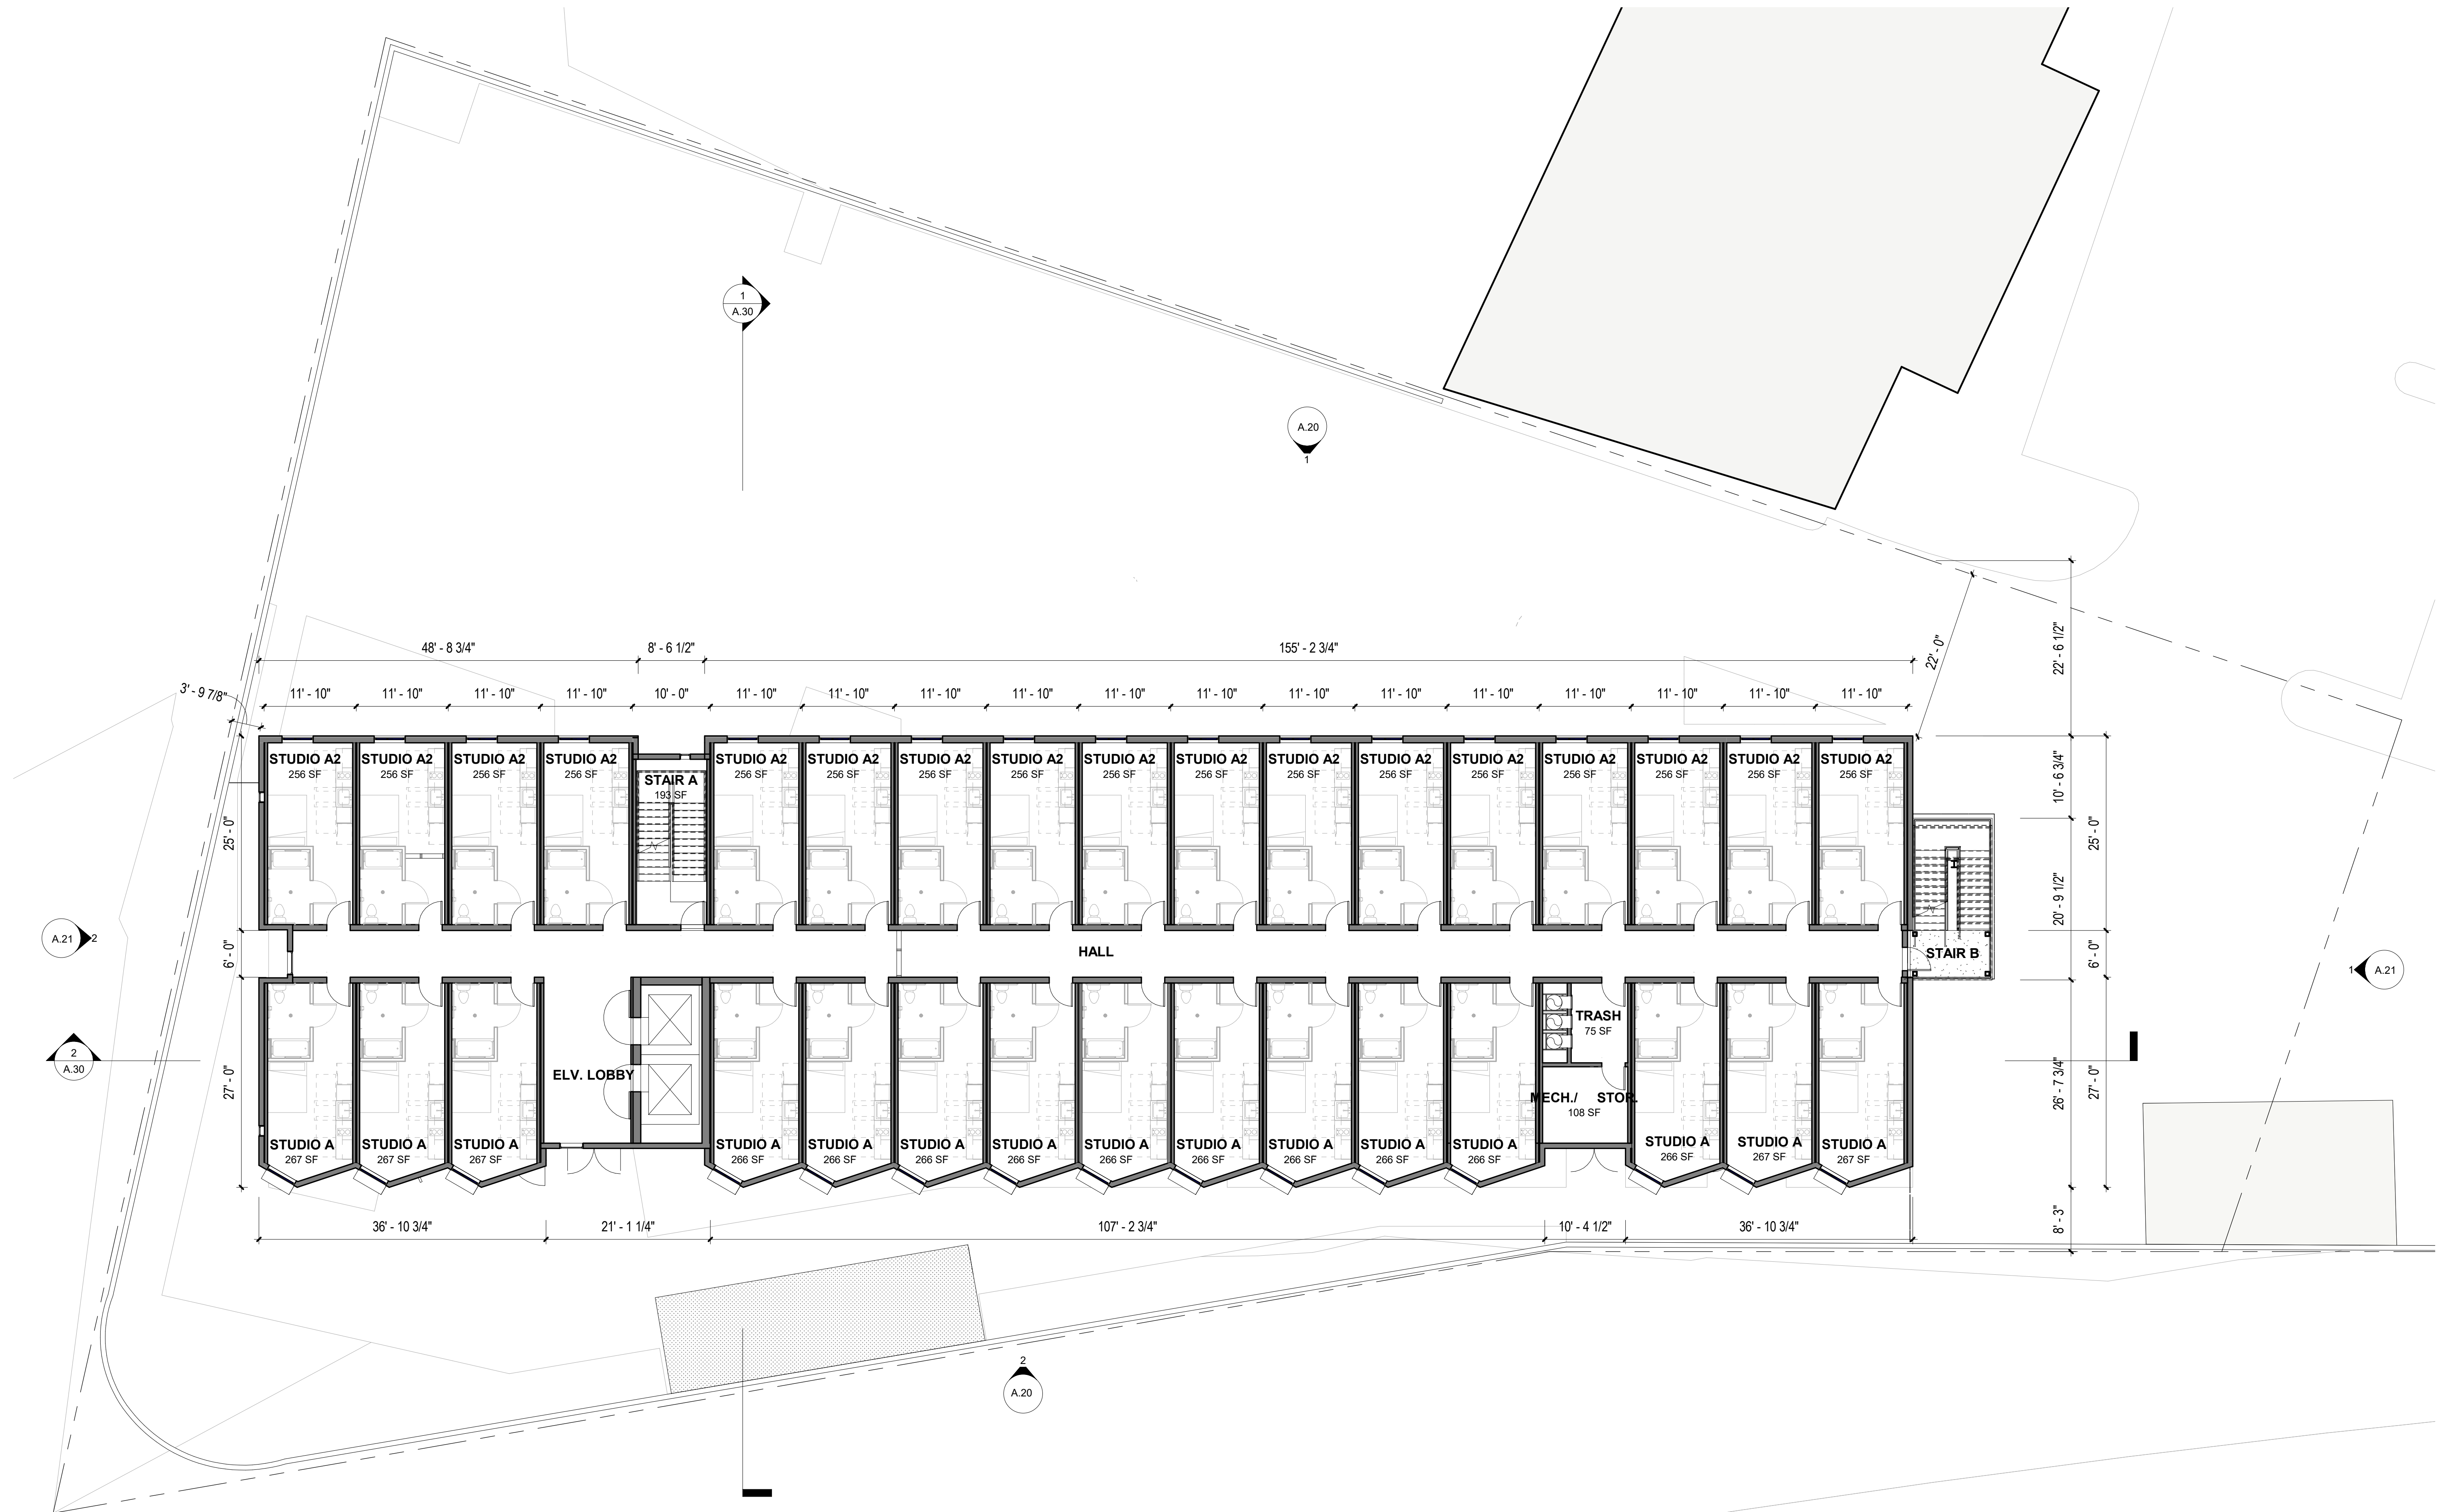 1
A.30
A.20
1
48' - 8 3/4"
8' - 6 1/2"
155' - 2 3/4"
22' - 0"
22' - 6 1/2"
3' - 9 7/8"
11' - 10"
11' - 10"
11' - 10"
11' - 10"
10' - 0"
11' - 10"
11' - 10"
11' - 10"
11' - 10"
11' - 10"
11' - 10"
11' - 10"
11' - 10"
11' - 10"
11' - 10"
11' - 10"
11' - 10"
11' - 10"
STUDIO A2
256 SF
STUDIO A2
256 SF
STUDIO A2
256 SF
STUDIO A2
256 SF
STAIR A
193 SF
STUDIO A2
256 SF
STUDIO A2
256 SF
STUDIO A2
256 SF
STUDIO A2
256 SF
STUDIO A2
256 SF
STUDIO A2
256 SF
STUDIO A2
256 SF
STUDIO A2
256 SF
STUDIO A2
256 SF
STUDIO A2
256 SF
STUDIO A2
256 SF
STUDIO A2
256 SF
STUDIO A2
256 SF
10' - 6 3/4"
25' - 0"
25' - 0"
20' - 9 1/2"
A.21
2
6' - 0"
HALL
STAIR B
6' - 0"
1
A.21
2
A.30
27' - 0"
ELV. LOBBY
TRASH
75 SF
MECH./ STOR.
108 SF
26' - 7 3/4"
27' - 0"
STUDIO A
267 SF
STUDIO A
267 SF
STUDIO A
267 SF
STUDIO A
266 SF
STUDIO A
266 SF
STUDIO A
266 SF
STUDIO A
266 SF
STUDIO A
266 SF
STUDIO A
266 SF
STUDIO A
266 SF
STUDIO A
266 SF
STUDIO A
266 SF
STUDIO A
266 SF
STUDIO A
267 SF
STUDIO A
267 SF
36' - 10 3/4"
21' - 1 1/4"
107' - 2 3/4"
10' - 4 1/2"
36' - 10 3/4"
8' - 3"
2
A.20